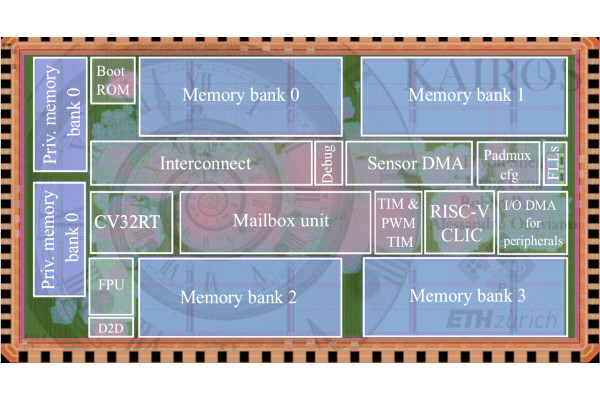 Priv. memory
bank 0
Boot
ROM
Memory bank 0
Memory bank 1
KAIROS
Interconnect
Debug
Sensor DMA
Padmux
cfg
FLLs
Priv. memory
bank 0
CV32RT
Mailbox unit
TIM &
PWM
TIM
RISC-V
CLIC
I/O DMA
for
peripherals
FPU
D2D
Memory bank 2
Memory bank 3
ETH zürich